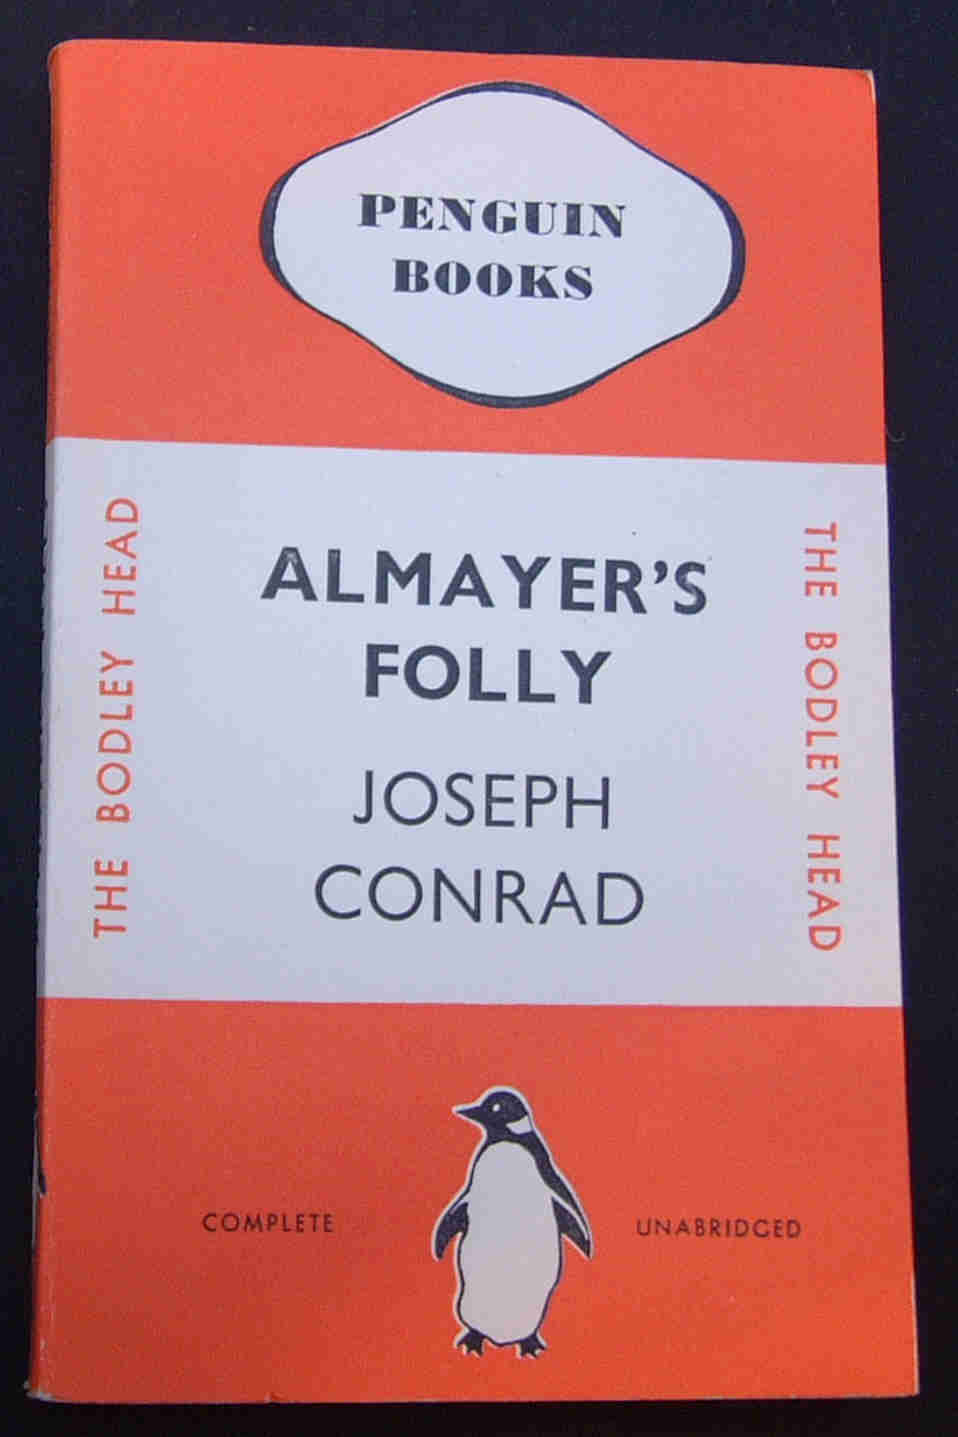 PENGUIN
BOOKS
THE BODLEY HEAD
ALMAYER'S
FOLLY
JOSEPH
CONRAD
THE BODLEY HEAD
COMPLETE
UNABRIDGED